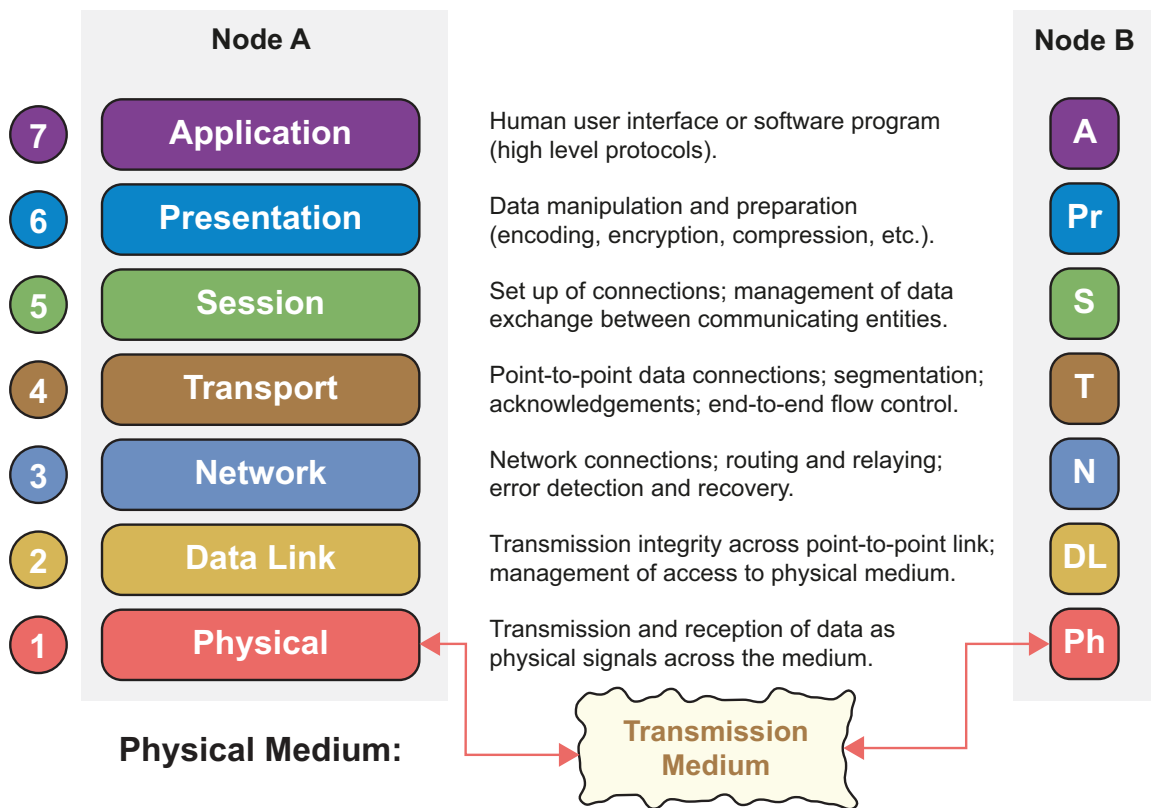 Node A
Node B
7
Application
Human user interface or software program
(high level protocols).
A
6
Presentation
Data manipulation and preparation
(encoding, encryption, compression, etc.).
Pr
5
Session
Set up of connections; management of data
exchange between communicating entities.
S
4
Transport
Point-to-point data connections; segmentation;
acknowledgements; end-to-end flow control.
T
3
Network
Network connections; routing and relaying;
error detection and recovery.
N
2
Data Link
Transmission integrity across point-to-point link;
management of access to physical medium.
DL
1
Physical
Transmission and reception of data as
physical signals across the medium.
Ph
Physical Medium:
Transmission
Medium